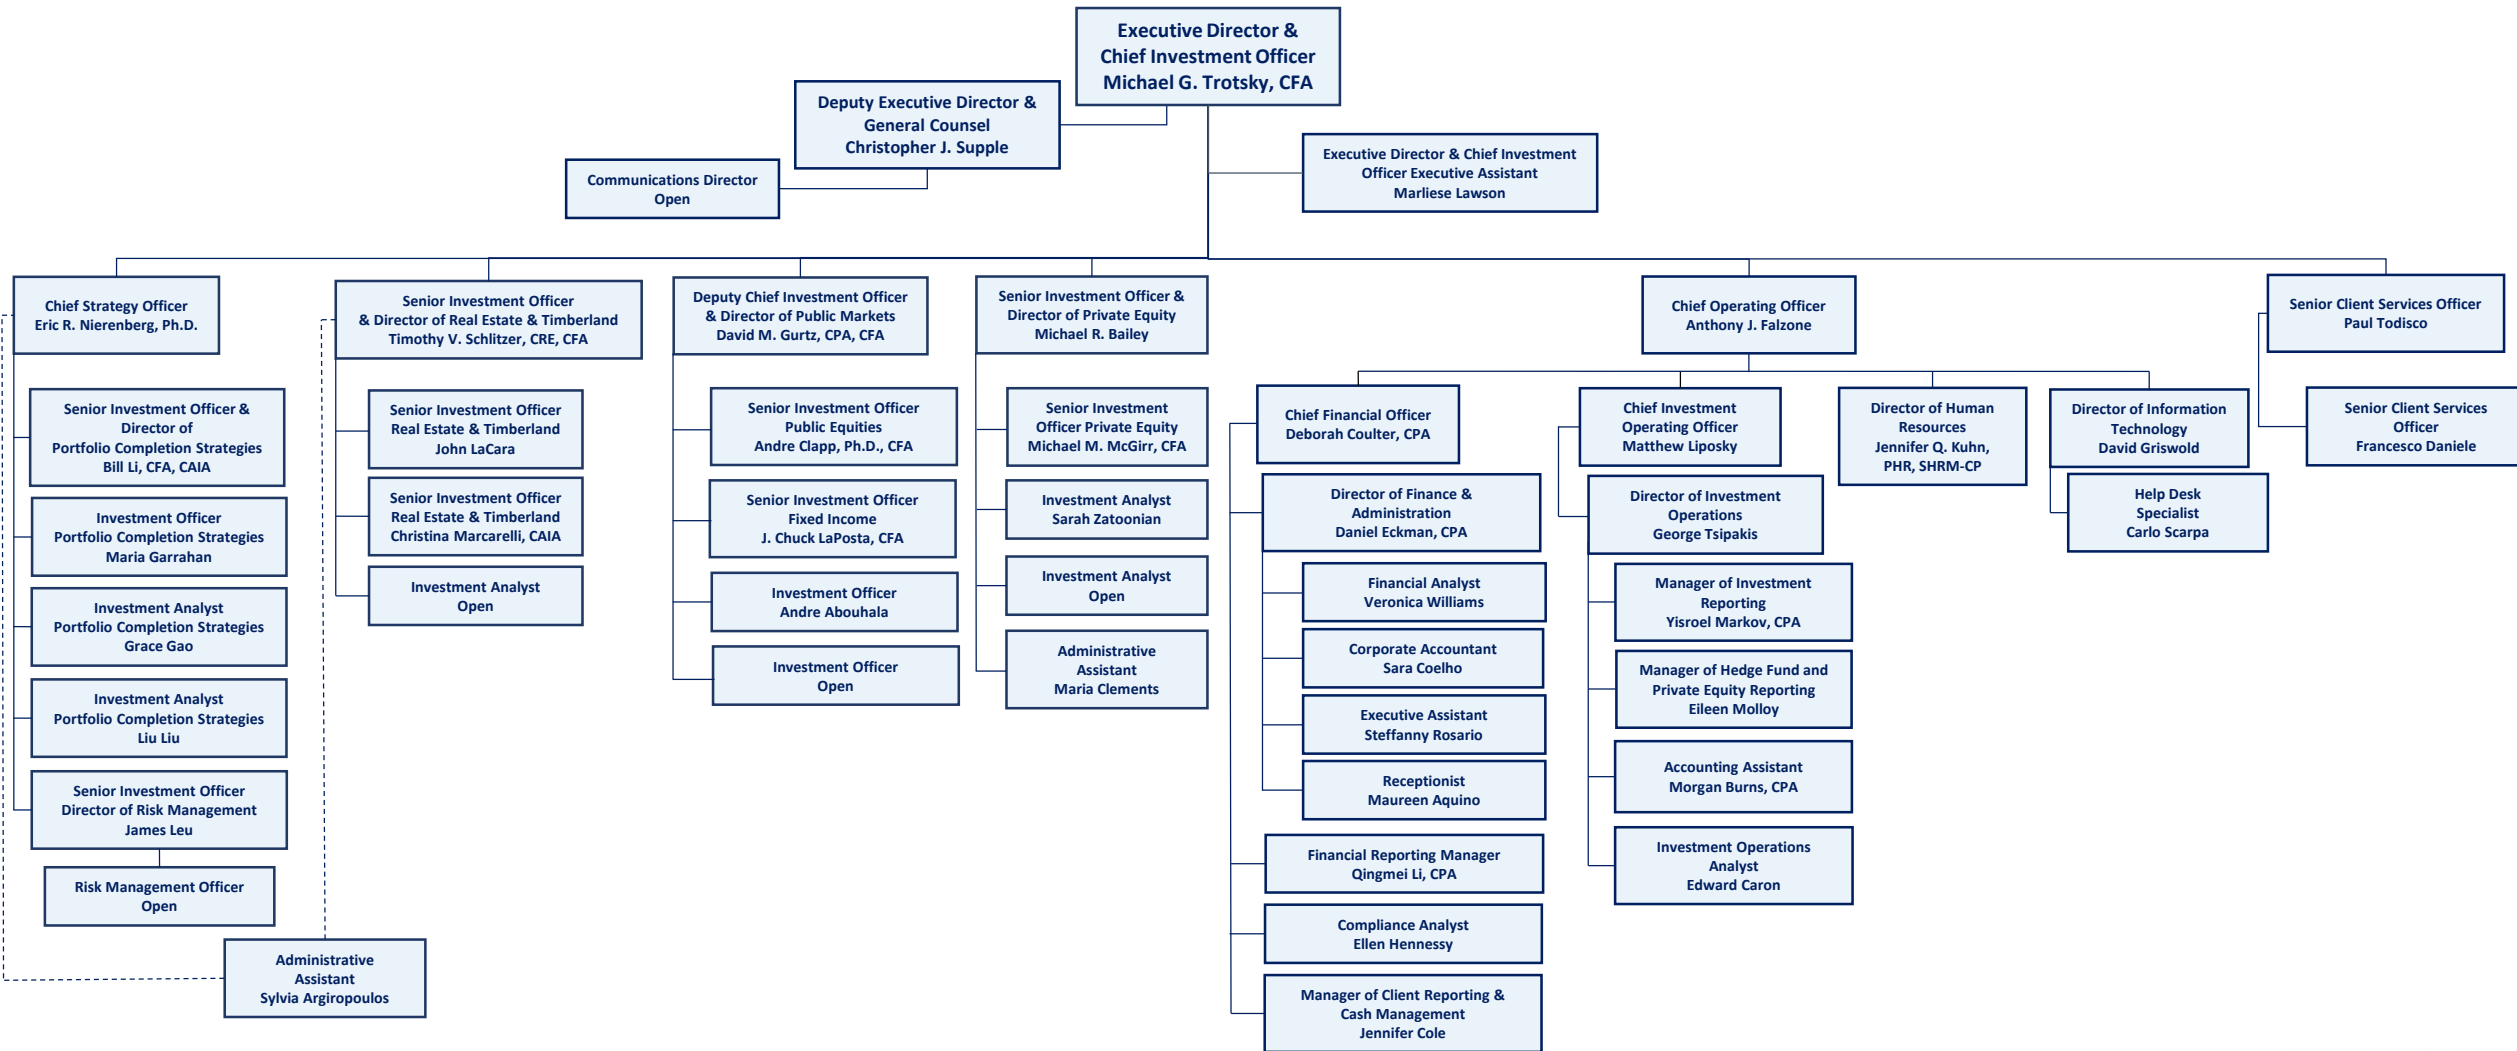 Executive Director &
Chief Investment Officer
Michael G. Trotsky, CFA
Deputy Executive Director &
General Counsel
Christopher J. Supple
Communications Director
Open
Executive Director & Chief Investment
Officer Executive Assistant
Marliese Lawson
Chief Strategy Officer
Eric R. Nierenberg, Ph.D.
Senior Investment Officer &
Director of
Portfolio Completion Strategies
Bill Li, CFA, CAIA
Investment Officer
Portfolio Completion Strategies
Maria Garrahan
Investment Analyst
Portfolio Completion Strategies
Grace Gao
Investment Analyst
Portfolio Completion Strategies
Liu Liu
Senior Investment Officer
Director of Risk Management
James Leu
Risk Management Officer
Open
Administrative
Assistant
Sylvia Argiropoulos
Senior Investment Officer
& Director of Real Estate & Timberland
Timothy V. Schlitzer, CRE, CFA
Senior Investment Officer
Real Estate & Timberland
John LaCara
Senior Investment Officer
Real Estate & Timberland
Christina Marcarelli, CAIA
Investment Analyst
Open
Deputy Chief Investment Officer
& Director of Public Markets
David M. Gurtz, CPA, CFA
Senior Investment Officer
Public Equities
Andre Clapp, Ph.D., CFA
Senior Investment Officer
Fixed Income
J. Chuck LaPosta, CFA
Investment Officer
Andre Abouhala
Investment Officer
Open
Senior Investment Officer &
Director of Private Equity
Michael R. Bailey
Senior Investment
Officer Private Equity
Michael M. McGirr, CFA
Investment Analyst
Sarah Zatoonian
Investment Analyst
Open
Administrative
Assistant
Maria Clements
Chief Operating Officer
Anthony J. Falzone
Chief Financial Officer
Deborah Coulter, CPA
Director of Finance &
Administration
Daniel Eckman, CPA
Financial Analyst
Veronica Williams
Corporate Accountant
Sara Coelho
Executive Assistant
Steffanny Rosario
Receptionist
Maureen Aquino
Financial Reporting Manager
Qingmei Li, CPA
Compliance Analyst
Ellen Hennessy
Manager of Client Reporting &
Cash Management
Jennifer Cole
Chief Investment
Operating Officer
Matthew Liposky
Director of Investment
Operations
George Tsipakis
Manager of Investment
Reporting
Yisroel Markov, CPA
Manager of Hedge Fund and
Private Equity Reporting
Eileen Molloy
Accounting Assistant
Morgan Burns, CPA
Investment Operations
Analyst
Edward Caron
Director of Human
Resources
Jennifer Q. Kuhn,
PHR, SHRM-CP
Director of Information
Technology
David Griswold
Help Desk
Specialist
Carlo Scarpa
Senior Client Services Officer
Paul Todisco
Senior Client Services
Officer
Francesco Daniele